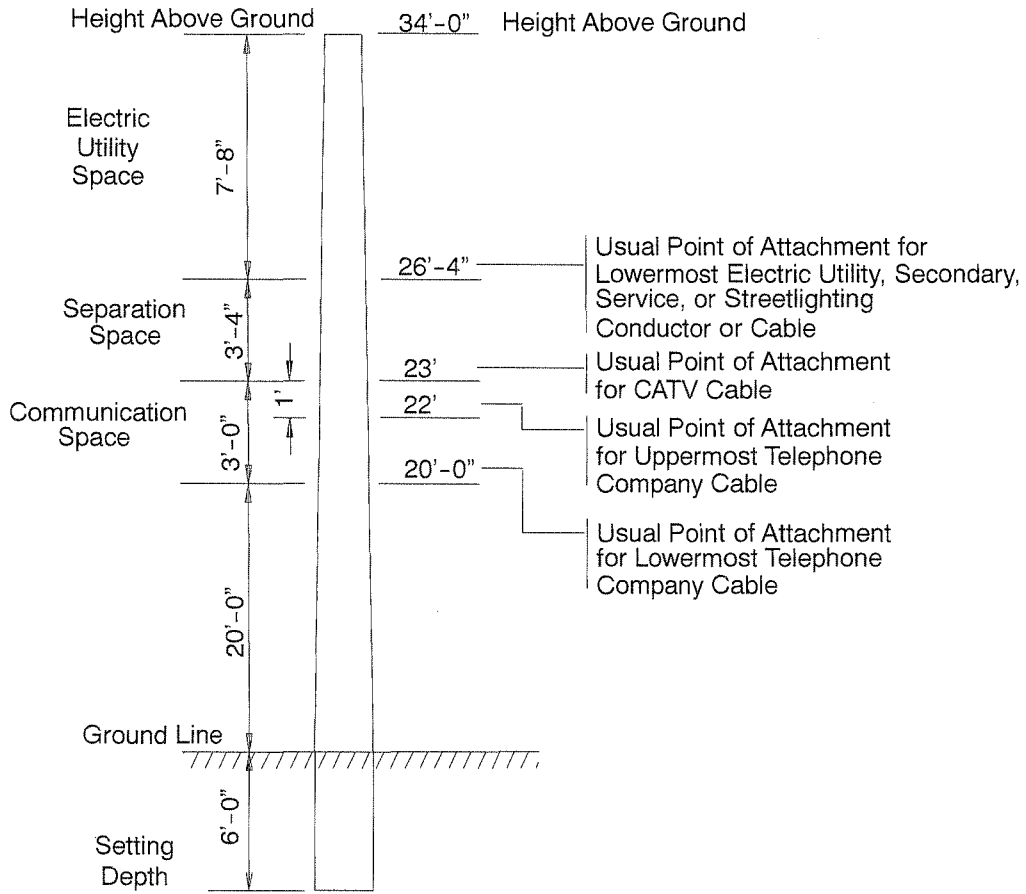 Height Above Ground
34'-0"
Height Above Ground
Electric
Utility
Space
7'-8"
26'-4"
Usual Point of Attachment for
Lowermost Electric Utility, Secondary,
Service, or Streetlighting
Conductor or Cable
Separation
Space
3'-4"
23'
Usual Point of Attachment
for CATV Cable
1'
22'
Communication
Space
3'-0"
Usual Point of Attachment
for Uppermost Telephone
Company Cable
20'-0"
Usual Point of Attachment
for Lowermost Telephone
Company Cable
20'-0"
Ground Line
6'-0"
Setting
Depth